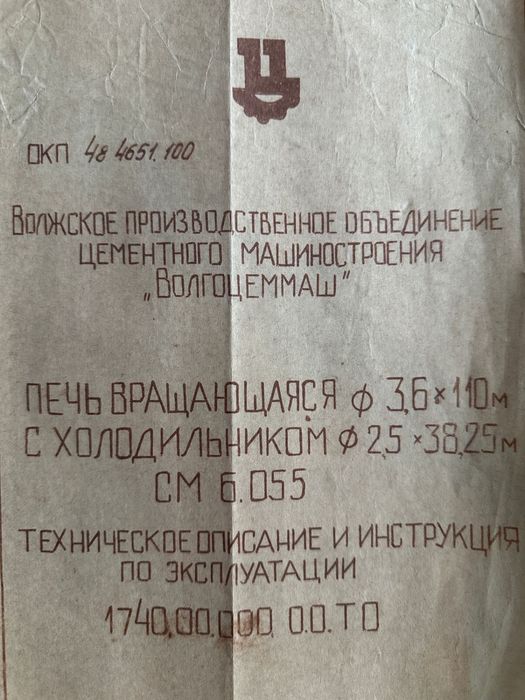 ОКП 48 4651.100
Волжское производственное объединение
цементного машиностроения
„Волгоцеммаш"
ПЕЧЬ ВРАЩАЮЩАЯСЯ ф 3,6×110м
С ХОЛОДИЛЬНИКОМ ф 2,5×38,25м
СМ 6.055
ТЕХНИЧЕСКОЕ ОПИСАНИЕ И ИНСТРУКЦИЯ
ПО ЭКСПЛУАТАЦИИ
1740.00.000.0.0.ТО